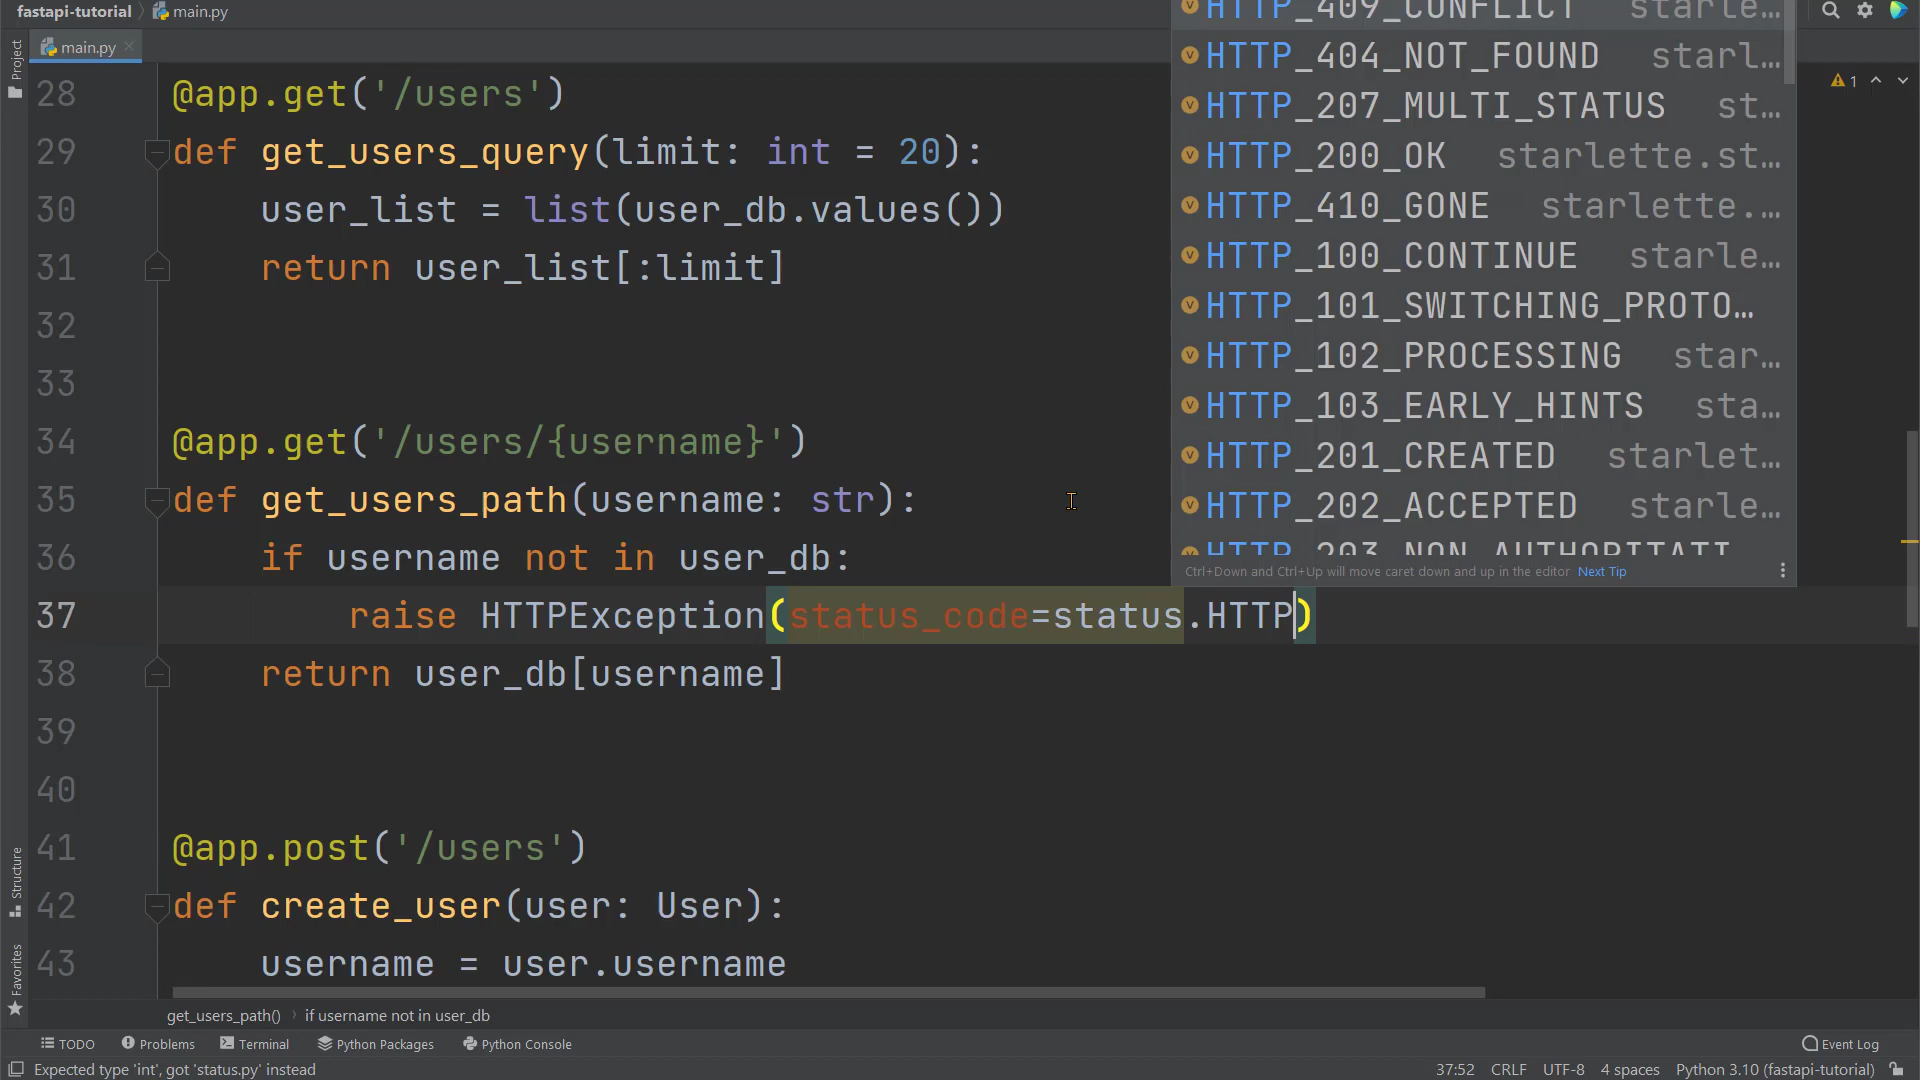 fastapi-tutorial main.py
Project
main.py
1
28 @app.get('/users')
29 def get_users_query(limit: int = 20):
30 user_list = list(user_db.values())
31 return user_list[:limit]
32
33
34 @app.get('/users/{username}')
35 def get_users_path(username: str):
36 if username not in user_db:
37 raise HTTPException(status_code=status.HTTP)
38 return user_db[username]
39
40
41 @app.post('/users')
42 def create_user(user: User):
43 username = user.username
HTTP_409_CONFLICT starle…
HTTP_404_NOT_FOUND starl…
HTTP_207_MULTI_STATUS st…
HTTP_200_OK starlette.st…
HTTP_410_GONE starlette.…
HTTP_100_CONTINUE starle…
HTTP_101_SWITCHING_PROTO…
HTTP_102_PROCESSING star…
HTTP_103_EARLY_HINTS sta…
HTTP_201_CREATED starlet…
HTTP_202_ACCEPTED starle…
HTTP_203_NON_AUTHORITATI
Ctrl+Down and Ctrl+Up will move caret down and up in the editor Next Tip
Structure
Favorites
get_users_path() if username not in user_db
TODO Problems Terminal Python Packages Python Console Event Log
Expected type 'int', got 'status.py' instead 37:52 CRLF UTF-8 4 spaces Python 3.10 (fastapi-tutorial)